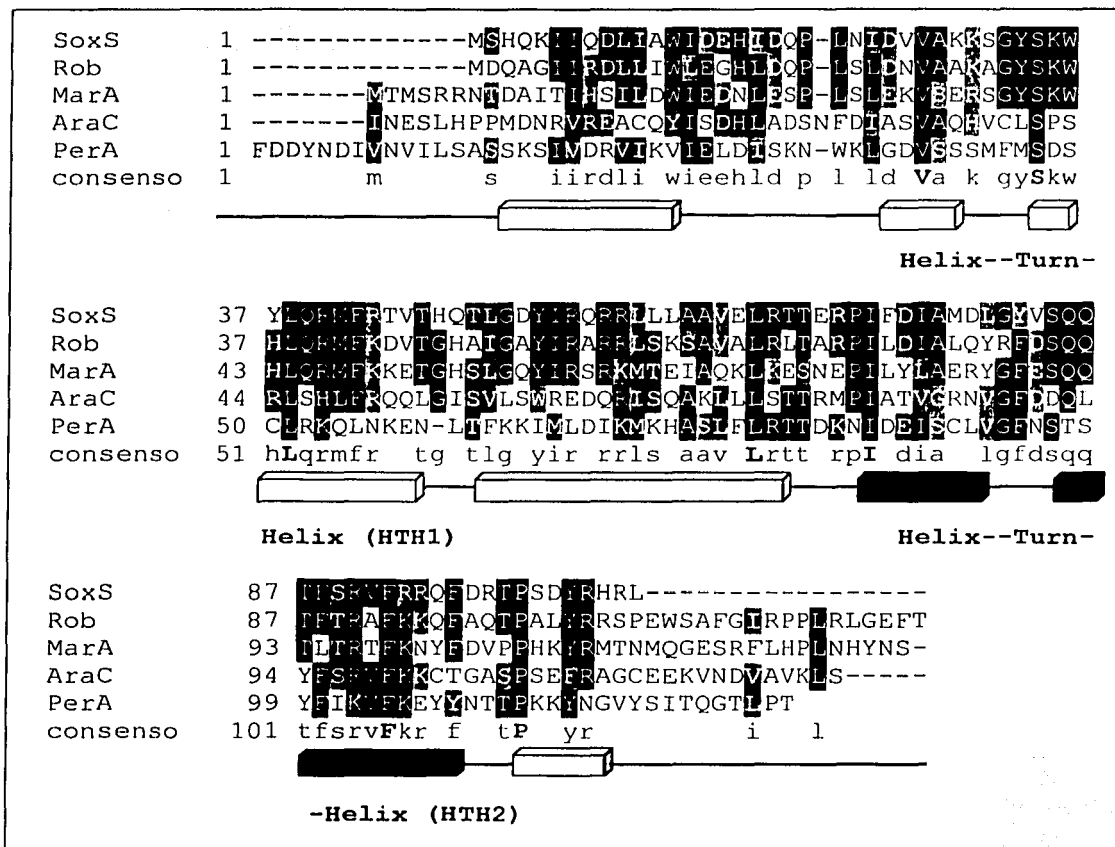 SoxS 1 -------------MSHQKIIQDLIAWIDEHIDQP-LNIDVVAKKSGYSKW
Rob 1 -------------MDQAGIIRDLLIWLEGHLDQP-LSLDNVAAKAGYSKW
MarA 1 -------MTMSRRNTDAITIHSILDWIEDNLESP-LSLEKVSERSGYSKW
AraC 1 -------INESLHPPMDNRVREACQYISDHLADSNFDIASVAQHVCLSPS
PerA 1 FDDYNDIVNVILSASSKSIVDRVIKVIELDISKN-WKLGDVSSSMFMSDS
consenso 1 m s iirdli wieehld p l ld Va k gySkw
Helix--Turn-
SoxS 37 YLQRMFRTVTHQTLGDYIRQRRLLLAAVELRTTERPIFDIAMDLGYVSQQ
Rob 37 HLQRMFKDVTGHAIGAYIRARRLSKSAVALRLTARPILDIALQYRFDSQQ
MarA 43 HLQRMFKKETGHSLGQYIRSRKMTEIAQKLKESNEPILYLAERYGFESQQ
AraC 44 RLSHLFRQQLGISVLSWREDQRISQAKLLLSTTRMPIATVGRNVGFDDQL
PerA 50 CLRKQLNKEN-LTFKKIMLDIKMKHASLFLRTTDKNIDEISCLVGFNSTS
consenso 51 hLqrmfr tg tlg yir rrls aav Lrtt rpI dia lgfdsqq
Helix (HTH1) Helix--Turn-
SoxS 87 TFSRVFRRQFDRTPSDYRHRL---------------
Rob 87 TFTRAFKKQFAQTPALYRRSPEWSAFGIRPPLRLGEFT
MarA 93 TLTRTFKNYFDVPPHKYRMTNMQGESRFLHPLNHYNS-
AraC 94 YFSRVFKKCTGASPSEFRAGCEEKVNDVAVKLS-----
PerA 99 YFIKVFKEYYNTTPKKYNGVYSITQGTLPT
consenso 101 tfsrvFkr f tP yr i l
-Helix (HTH2)